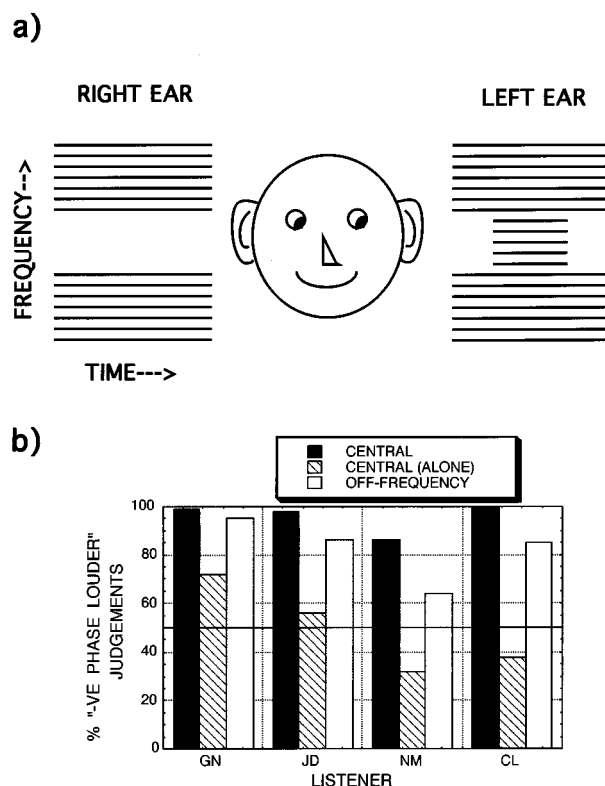 a)
RIGHT EAR
LEFT EAR
FREQUENCY-->
TIME--->
b)
CENTRAL
CENTRAL (ALONE)
OFF-FREQUENCY
% "-VE PHASE LOUDER"
JUDGEMENTS
100
80
60
40
20
0
GN
JD
NM
CL
LISTENER